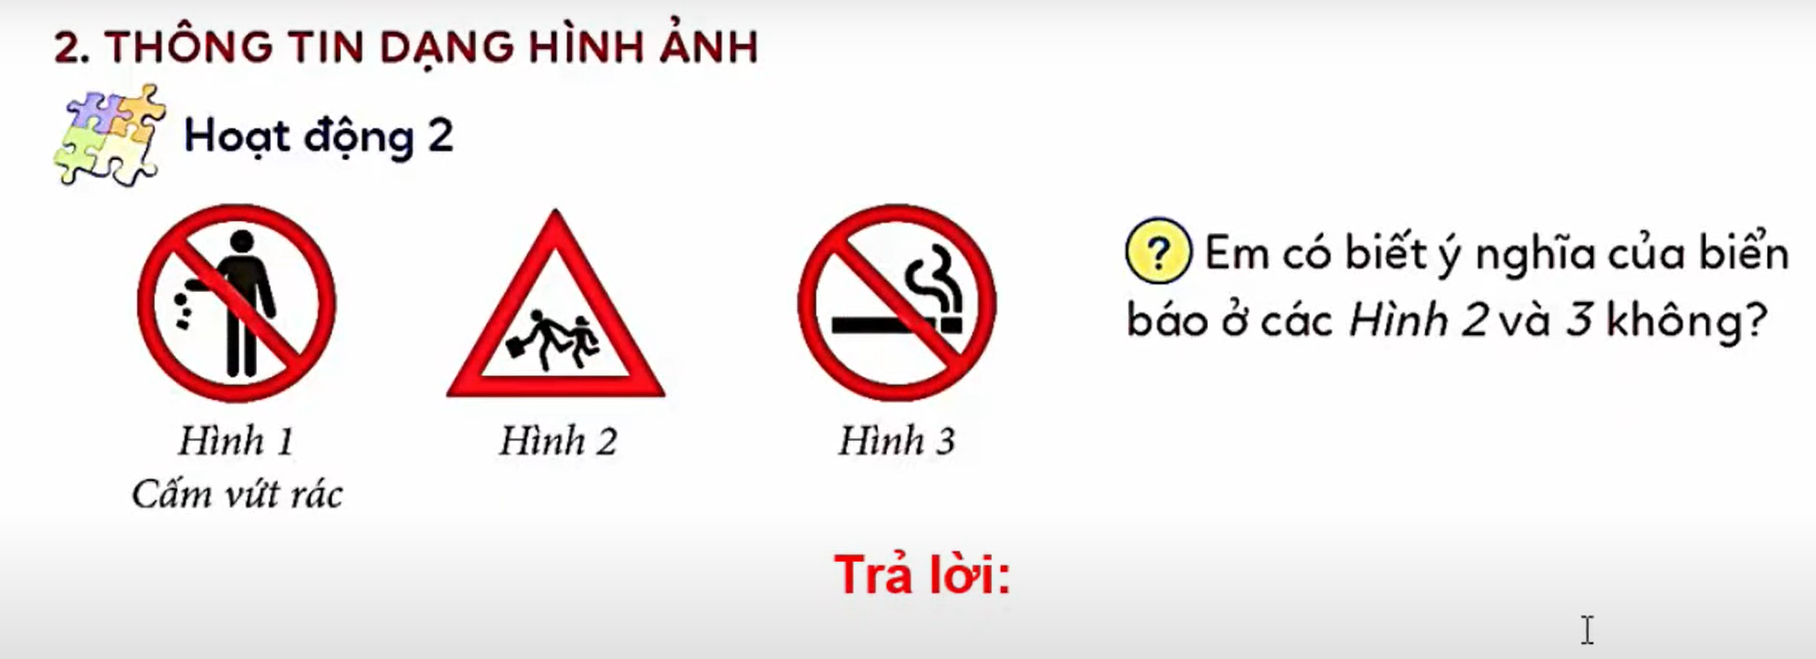 2. THÔNG TIN DẠNG HÌNH ẢNH
Hoạt động 2
? Em có biết ý nghĩa của biển
báo ở các Hình 2 và 3 không?
Hình 1
Cấm vứt rác
Hình 2
Hình 3
Trả lời: